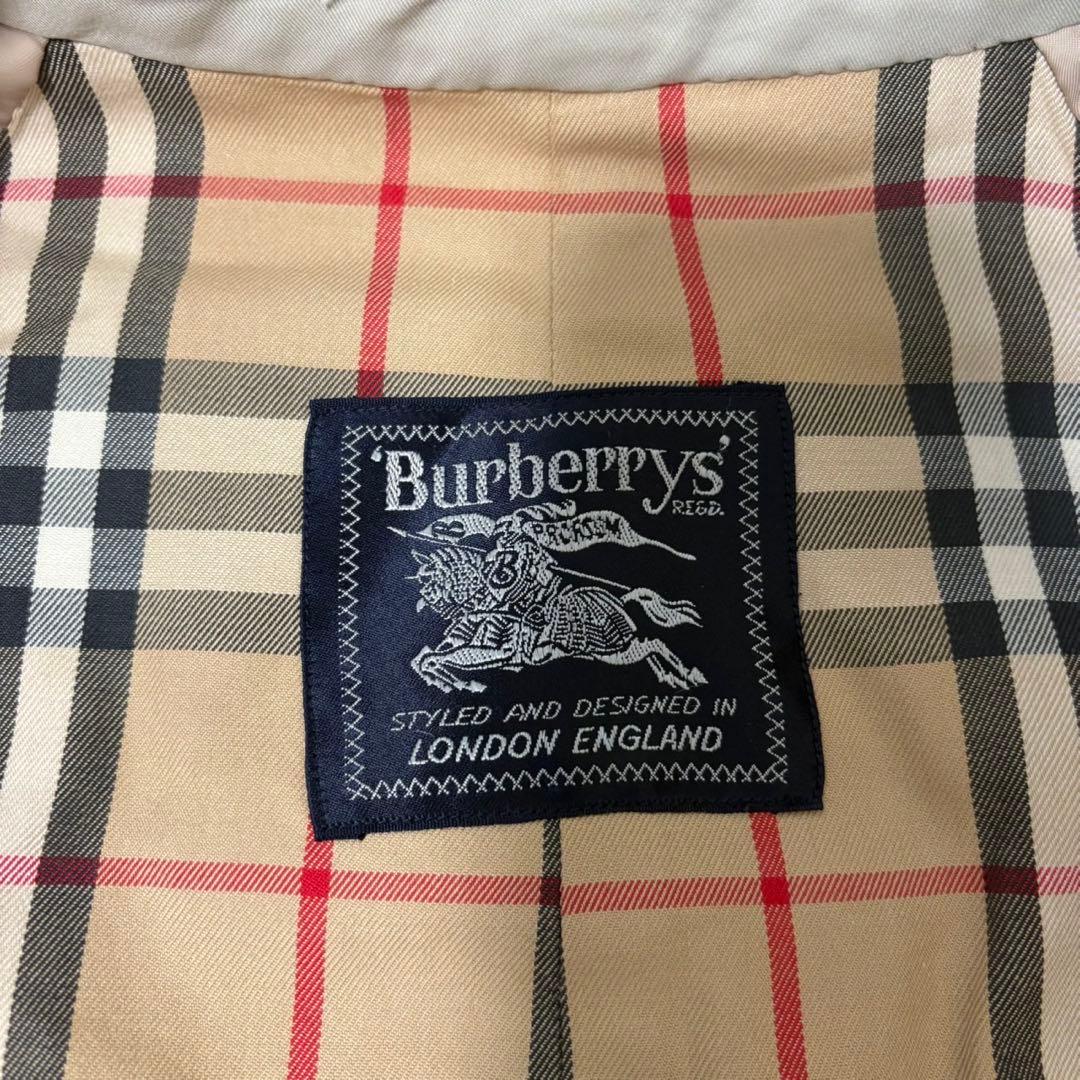 'Burberrys'
REGD.
B
PRORSUM
B
STYLED AND DESIGNED IN
LONDON ENGLAND